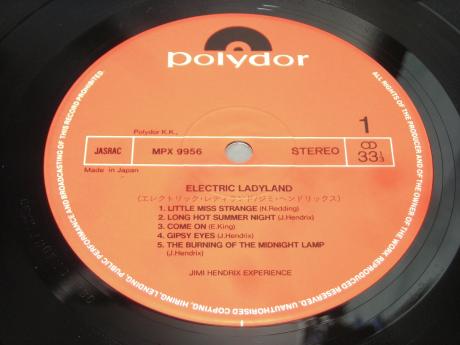 polydor
Polydor K.K.,
1
JASRAC
MPX 9956
STEREO
33⅓
Made in Japan
ELECTRIC LADYLAND
(エレクトリック・レディランド/ジミ・ヘンドリックス)
1. LITTLE MISS STRANGE (N.Redding)
2. LONG HOT SUMMER NIGHT (J.Hendrix)
3. COME ON (E.King)
4. GIPSY EYES (J.Hendrix)
5. THE BURNING OF THE MIDNIGHT LAMP
(J.Hendrix)
JIMI HENDRIX EXPERIENCE
ALL RIGHTS OF THE PRODUCER AND OF THE OWNER OF THE WORK REPRODUCED RESERVED. UNAUTHORISED COPYING, HIRING, LENDING, PUBLIC PERFORMANCE AND BROADCASTING OF THIS RECORD PROHIBITED.